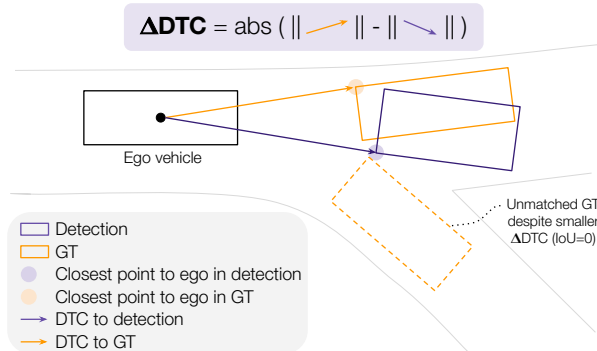 ΔDTC = abs ( || → || - || → || )
Ego vehicle
Unmatched GT
despite smaller
ΔDTC (IoU=0)
Detection
GT
Closest point to ego in detection
Closest point to ego in GT
DTC to detection
DTC to GT